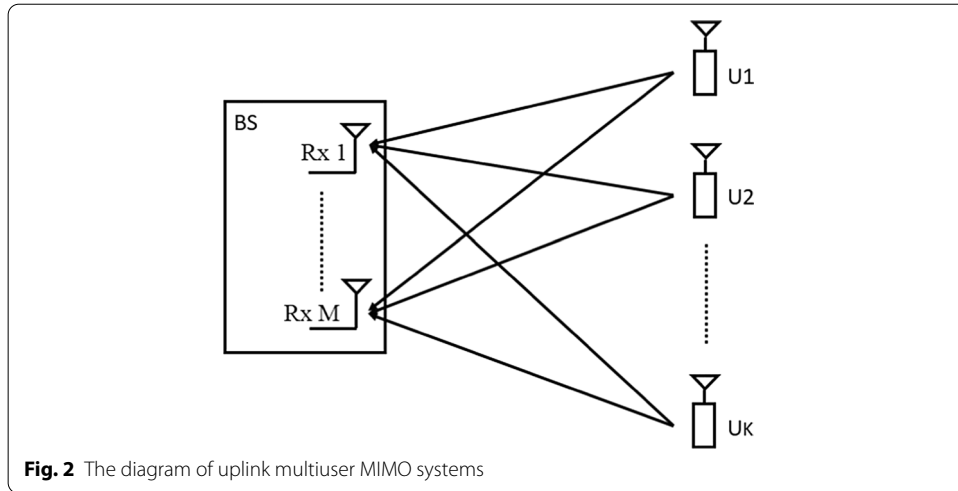 BS
Rx 1
Rx M
U1
U2
UK
Fig. 2 The diagram of uplink multiuser MIMO systems